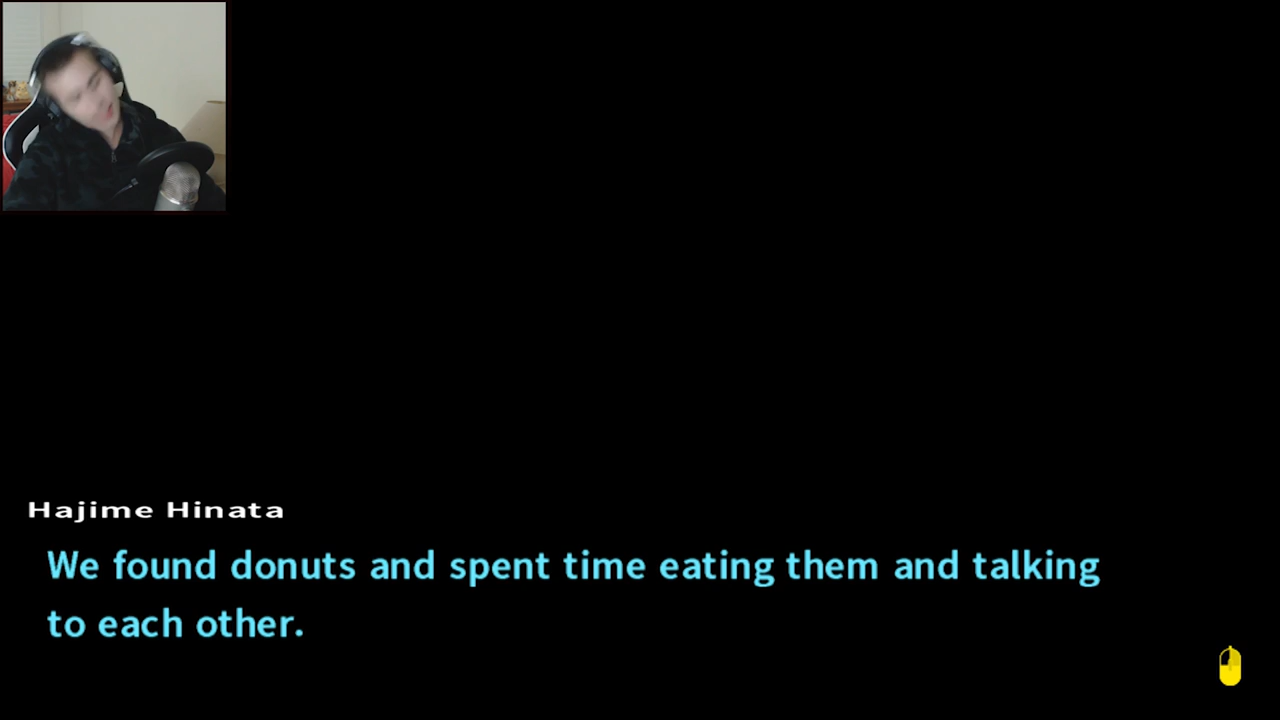 Hajime Hinata
We found donuts and spent time eating them and talking
to each other.